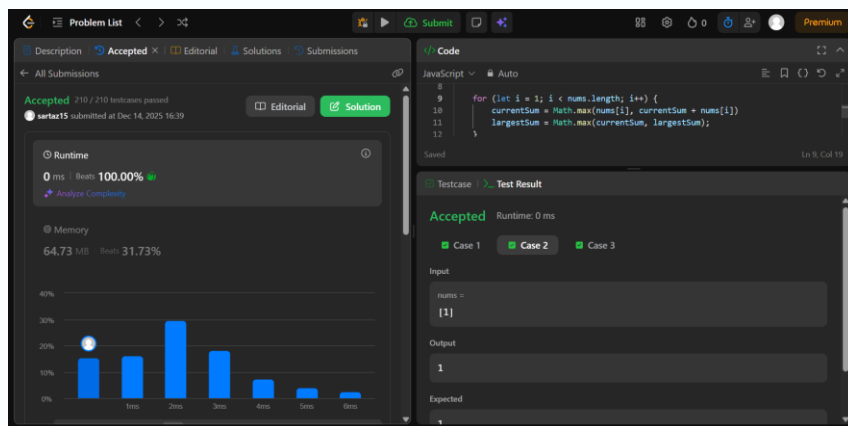 Problem List
Submit
0
Premium
Description
Accepted
Editorial
Solutions
Submissions
All Submissions
Accepted 210 / 210 testcases passed
sartaz15 submitted at Dec 14, 2025 16:39
Editorial
Solution
Runtime
0 ms Beats 100.00%
Analyze Complexity
Memory
64.73 MB Beats 31.73%
40%
30%
20%
10%
0%
1ms 2ms 3ms 4ms 5ms 6ms
</> Code
JavaScript Auto
8
9 for (let i = 1; i < nums.length; i++) {
10 currentSum = Math.max(nums[i], currentSum + nums[i])
11 largestSum = Math.max(currentSum, largestSum);
12 }
Saved
Ln 9, Col 19
Testcase
Test Result
Accepted Runtime: 0 ms
Case 1
Case 2
Case 3
Input
nums =
[1]
Output
1
Expected
1